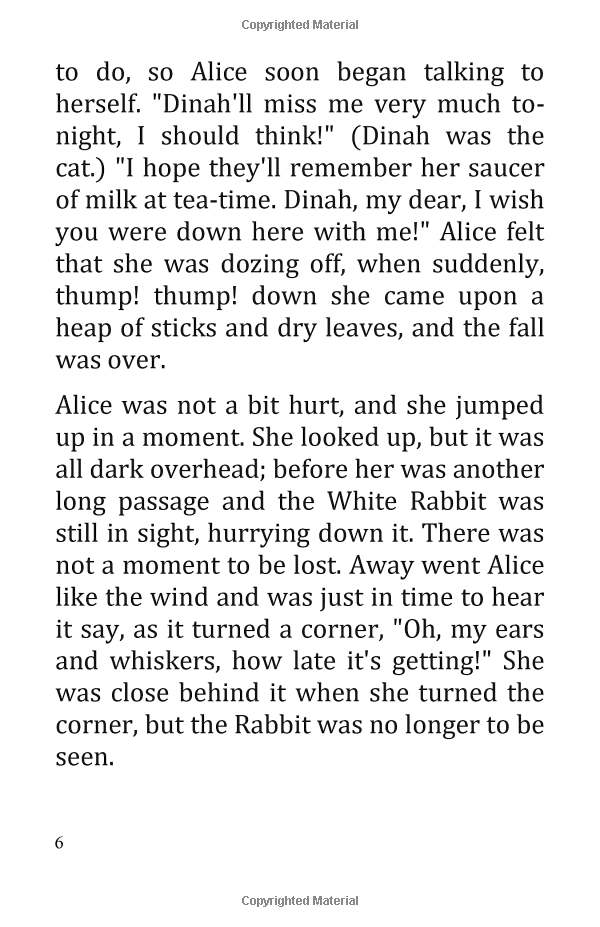 Copyrighted Material
to do, so Alice soon began talking to
herself. "Dinah'll miss me very much to-
night, I should think!" (Dinah was the
cat.) "I hope they'll remember her saucer
of milk at tea-time. Dinah, my dear, I wish
you were down here with me!" Alice felt
that she was dozing off, when suddenly,
thump! thump! down she came upon a
heap of sticks and dry leaves, and the fall
was over.
Alice was not a bit hurt, and she jumped
up in a moment. She looked up, but it was
all dark overhead; before her was another
long passage and the White Rabbit was
still in sight, hurrying down it. There was
not a moment to be lost. Away went Alice
like the wind and was just in time to hear
it say, as it turned a corner, "Oh, my ears
and whiskers, how late it's getting!" She
was close behind it when she turned the
corner, but the Rabbit was no longer to be
seen.
6
Copyrighted Material